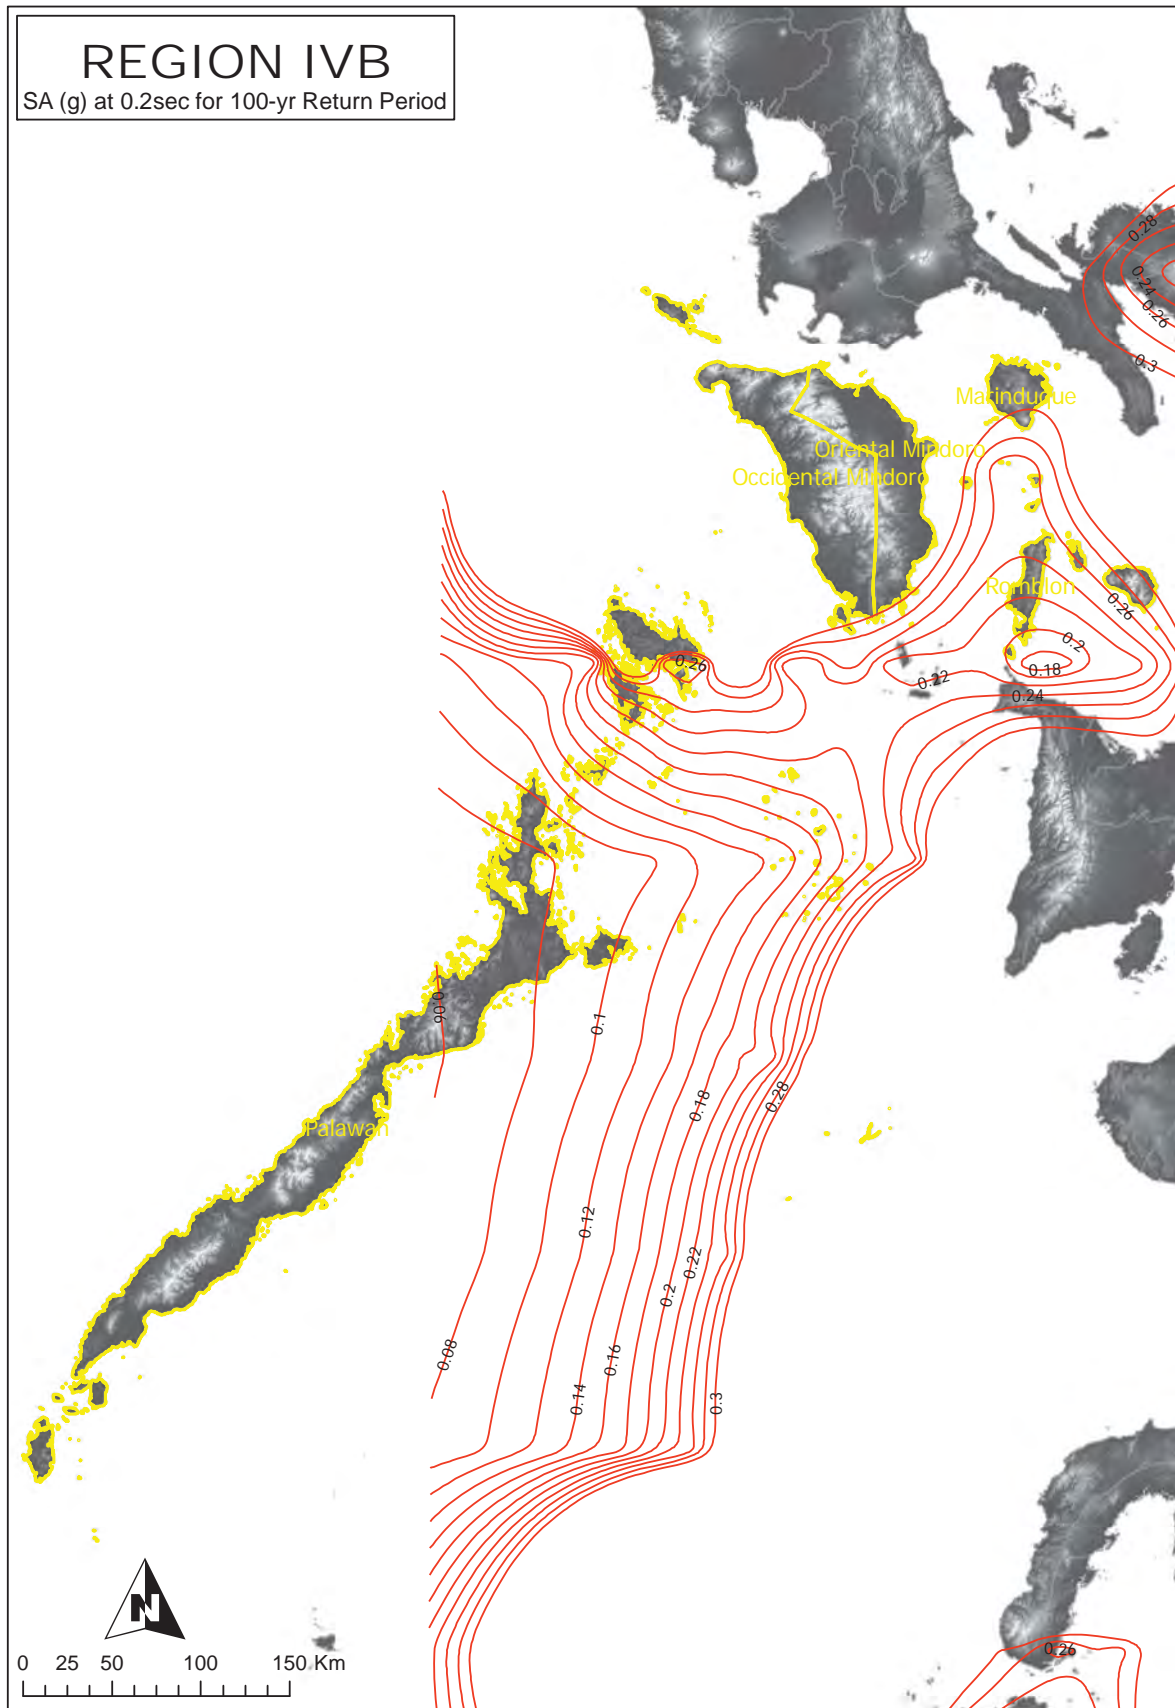 REGION IVB
SA (g) at 0.2sec for 100-yr Return Period
0.28
0.24
0.26
0.3
Marinduque
Oriental Mindoro
Occidental Mindoro
Romblon
0.26
0.2
0.26
0.18
0.22
0.24
0.06
0.1
0.18
0.28
Palawan
0.12
0.22
0.2
0.08
0.16
0.14
0.3
N
0.26
0 25 50 100 150 Km